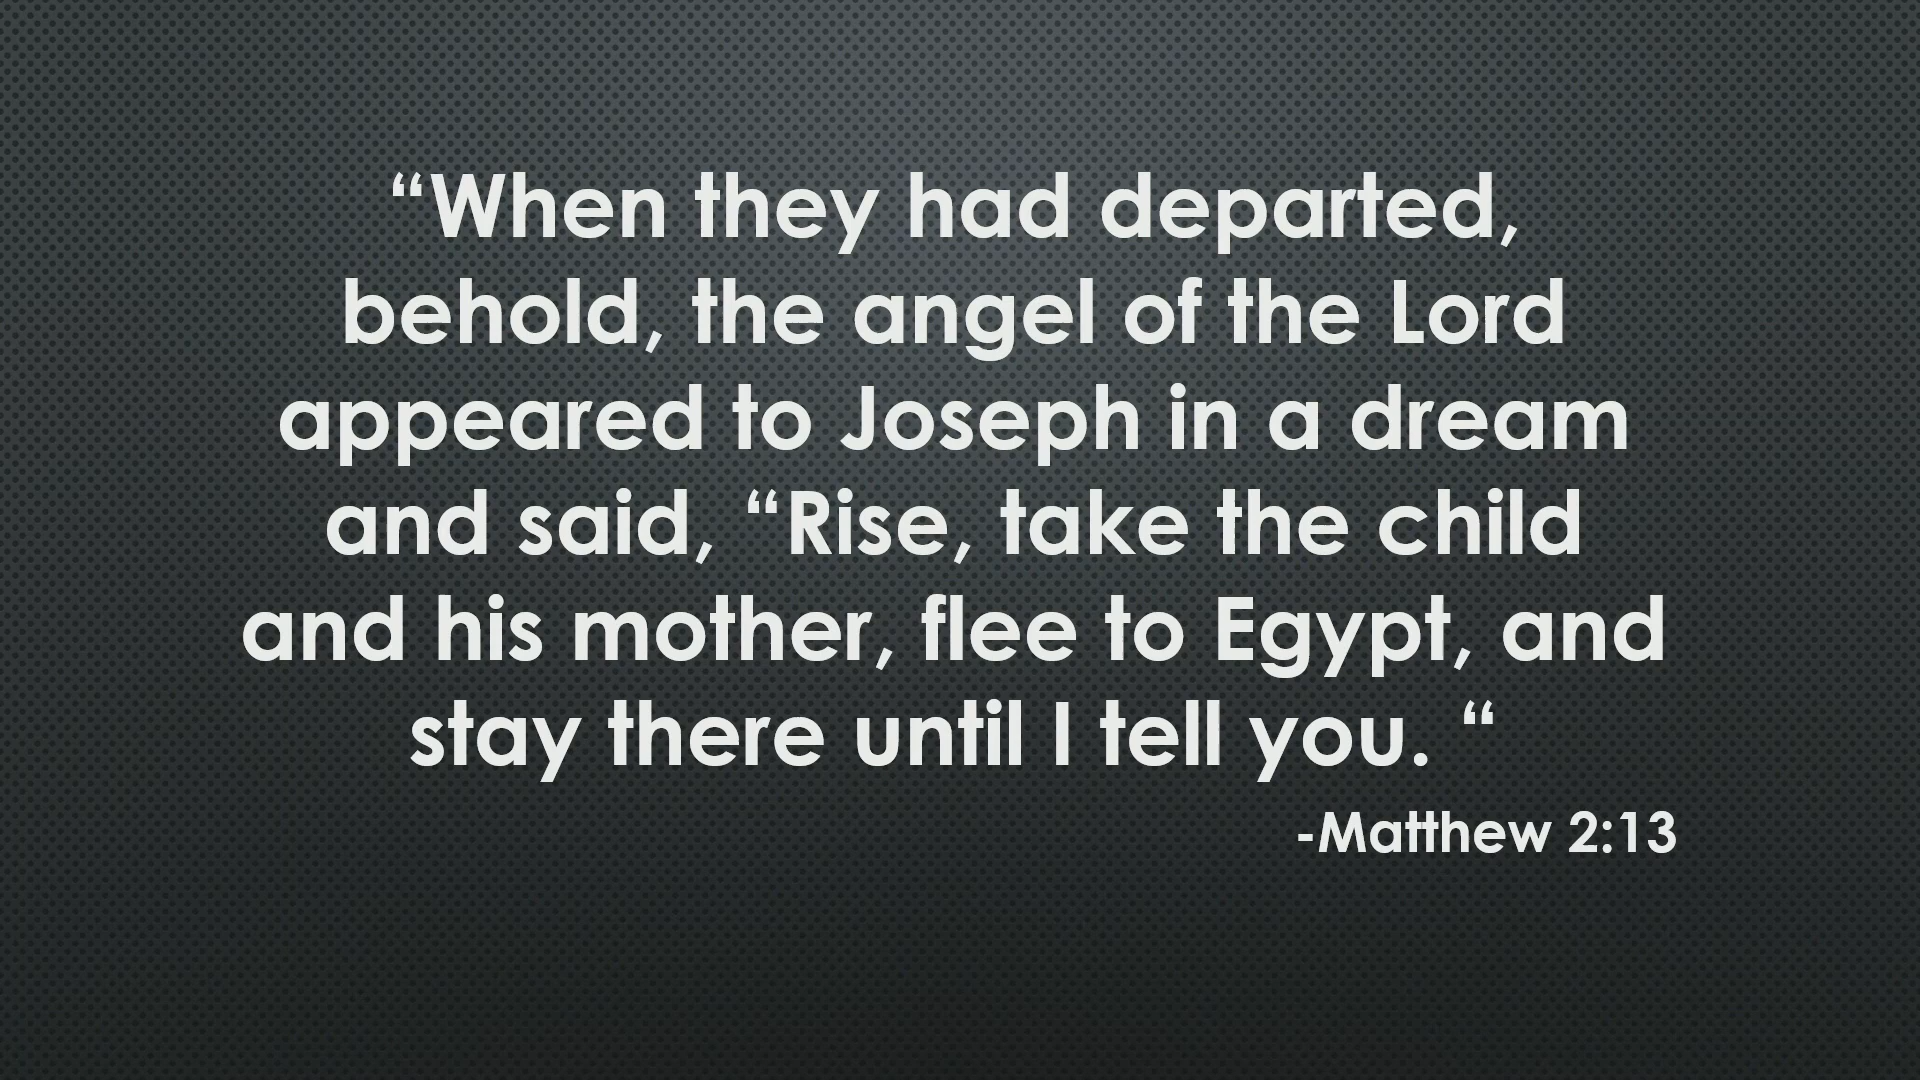 “When they had departed,
behold, the angel of the Lord
appeared to Joseph in a dream
and said, “Rise, take the child
and his mother, flee to Egypt, and
stay there until I tell you. “
-Matthew 2:13